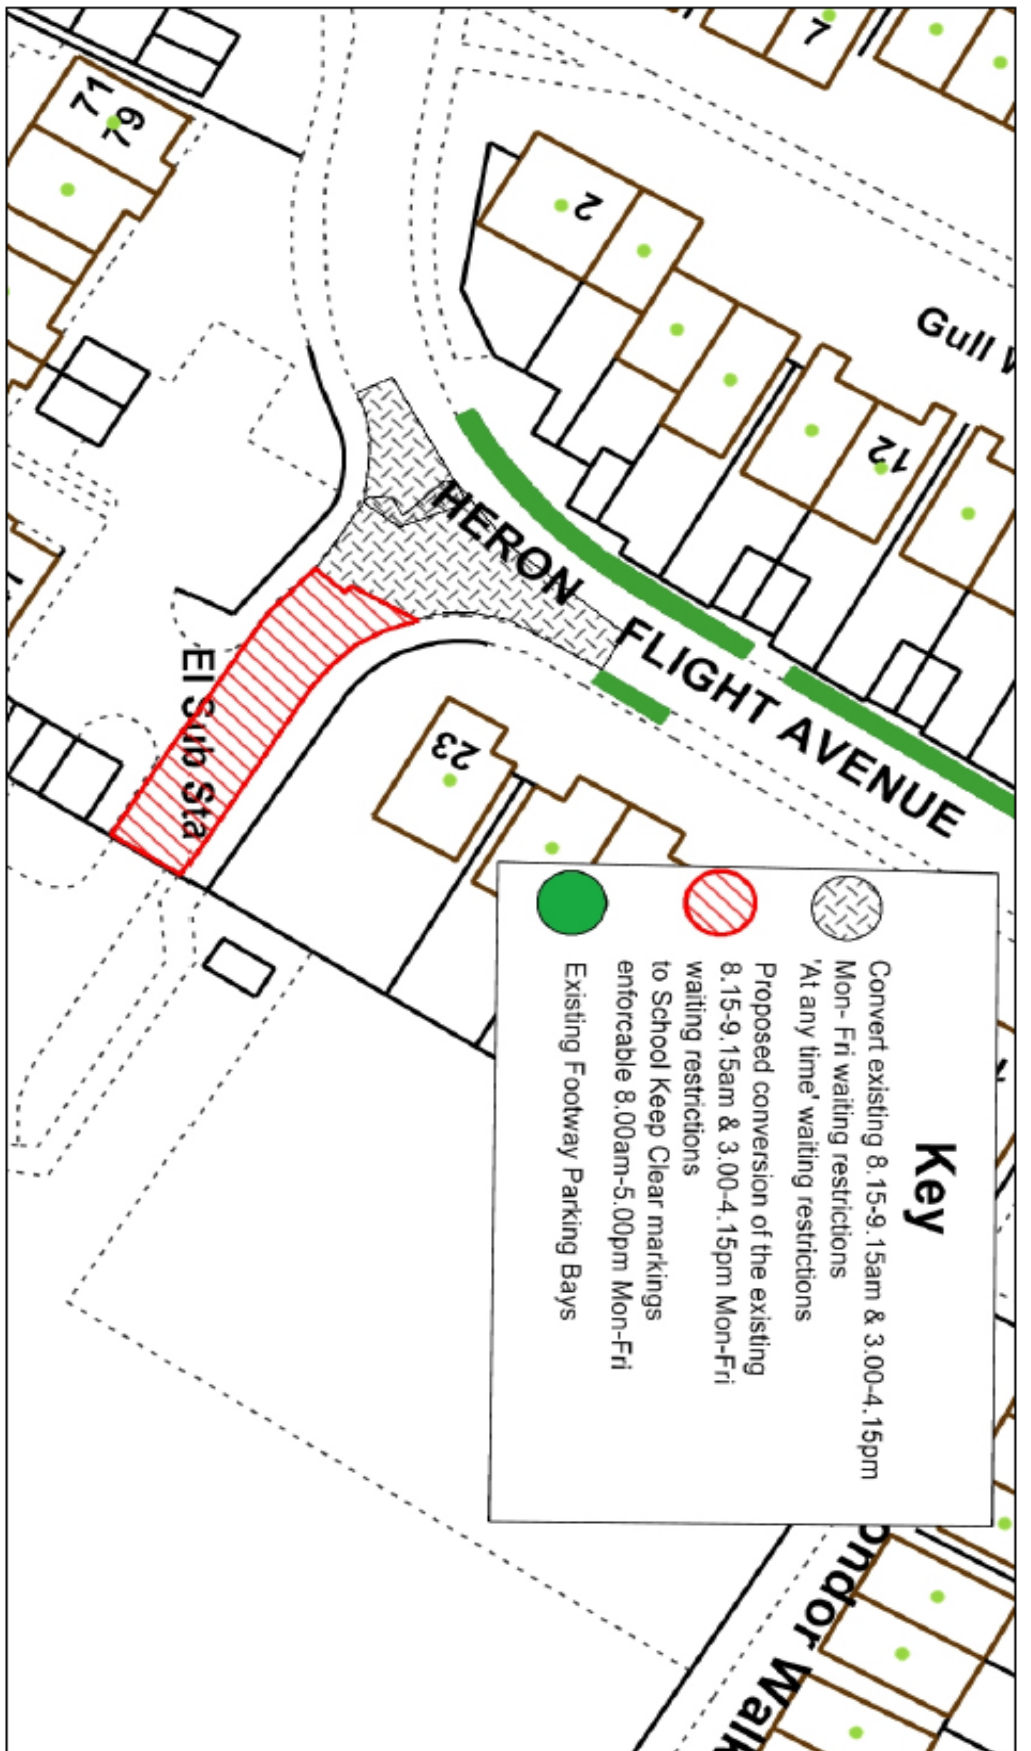 Key
Convert existing 8.15-9.15am & 3.00-4.15pm
Mon- Fri waiting restrictions
'At any time' waiting restrictions
Proposed conversion of the existing
8.15-9.15am & 3.00-4.15pm Mon-Fri
waiting restrictions
to School Keep Clear markings
enforcable 8.00am-5.00pm Mon-Fri
Existing Footway Parking Bays
HERON FLIGHT AVENUE
Gull
ondor Walk
El Sub Sta
7
2
12
23
71
79